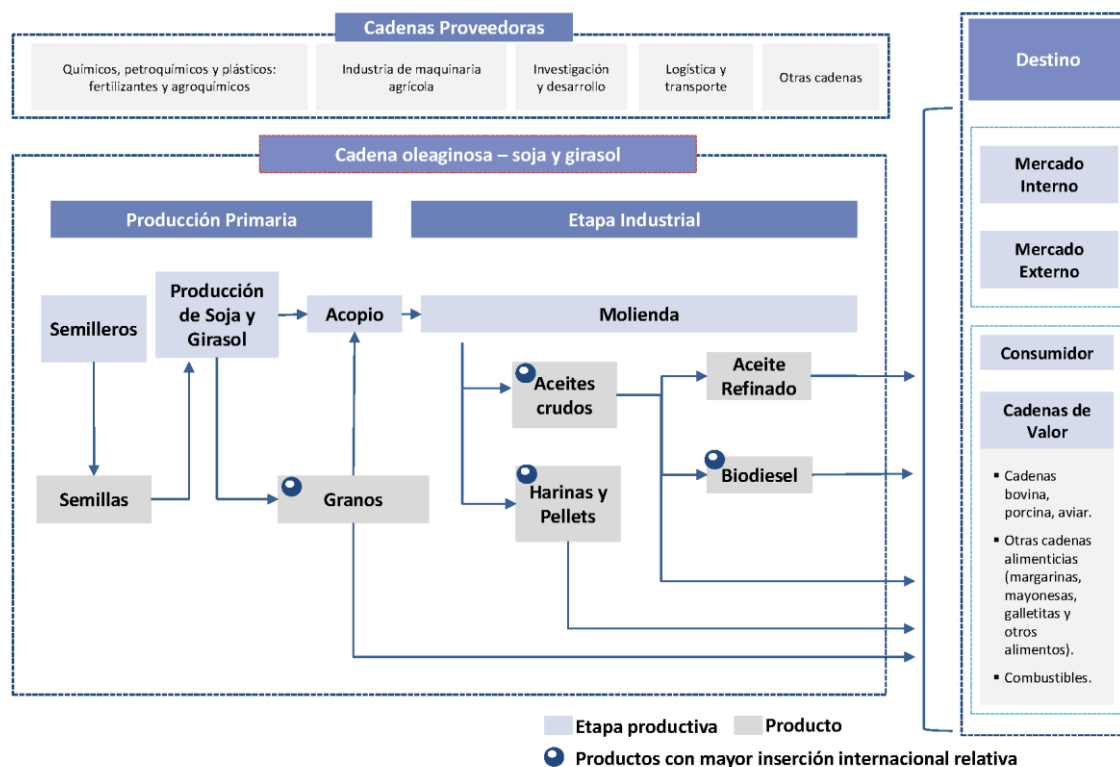 Cadenas Proveedoras
Químicos, petroquímicos y plásticos:
fertilizantes y agroquímicos
Industria de maquinaria
agrícola
Investigación
y desarrollo
Logística y
transporte
Otras cadenas
Cadena oleaginosa – soja y girasol
Producción Primaria
Etapa Industrial
Semilleros
Producción
de Soja y
Girasol
Acopio
Molienda
Semillas
Granos
Aceites
crudos
Harinas y
Pellets
Aceite
Refinado
Biodiesel
Destino
Mercado
Interno
Mercado
Externo
Consumidor
Cadenas de
Valor
▪ Cadenas
bovina,
porcina, aviar.
▪ Otras cadenas
alimenticias
(margarinas,
mayonesas,
galletitas y
otros
alimentos).
▪ Combustibles.
Etapa productiva
Producto
Productos con mayor inserción internacional relativa